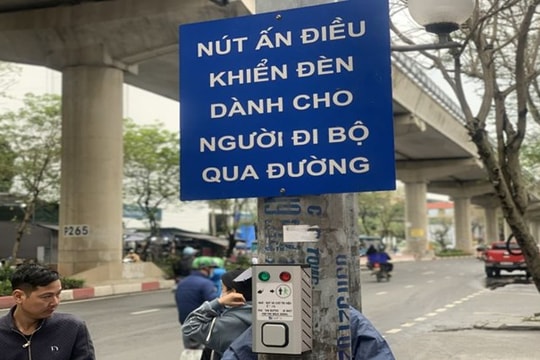 NÚT ẤN ĐIỀU
KHIỂN ĐÈN
DÀNH CHO
NGƯỜI ĐI BỘ
QUA ĐƯỜNG
P265